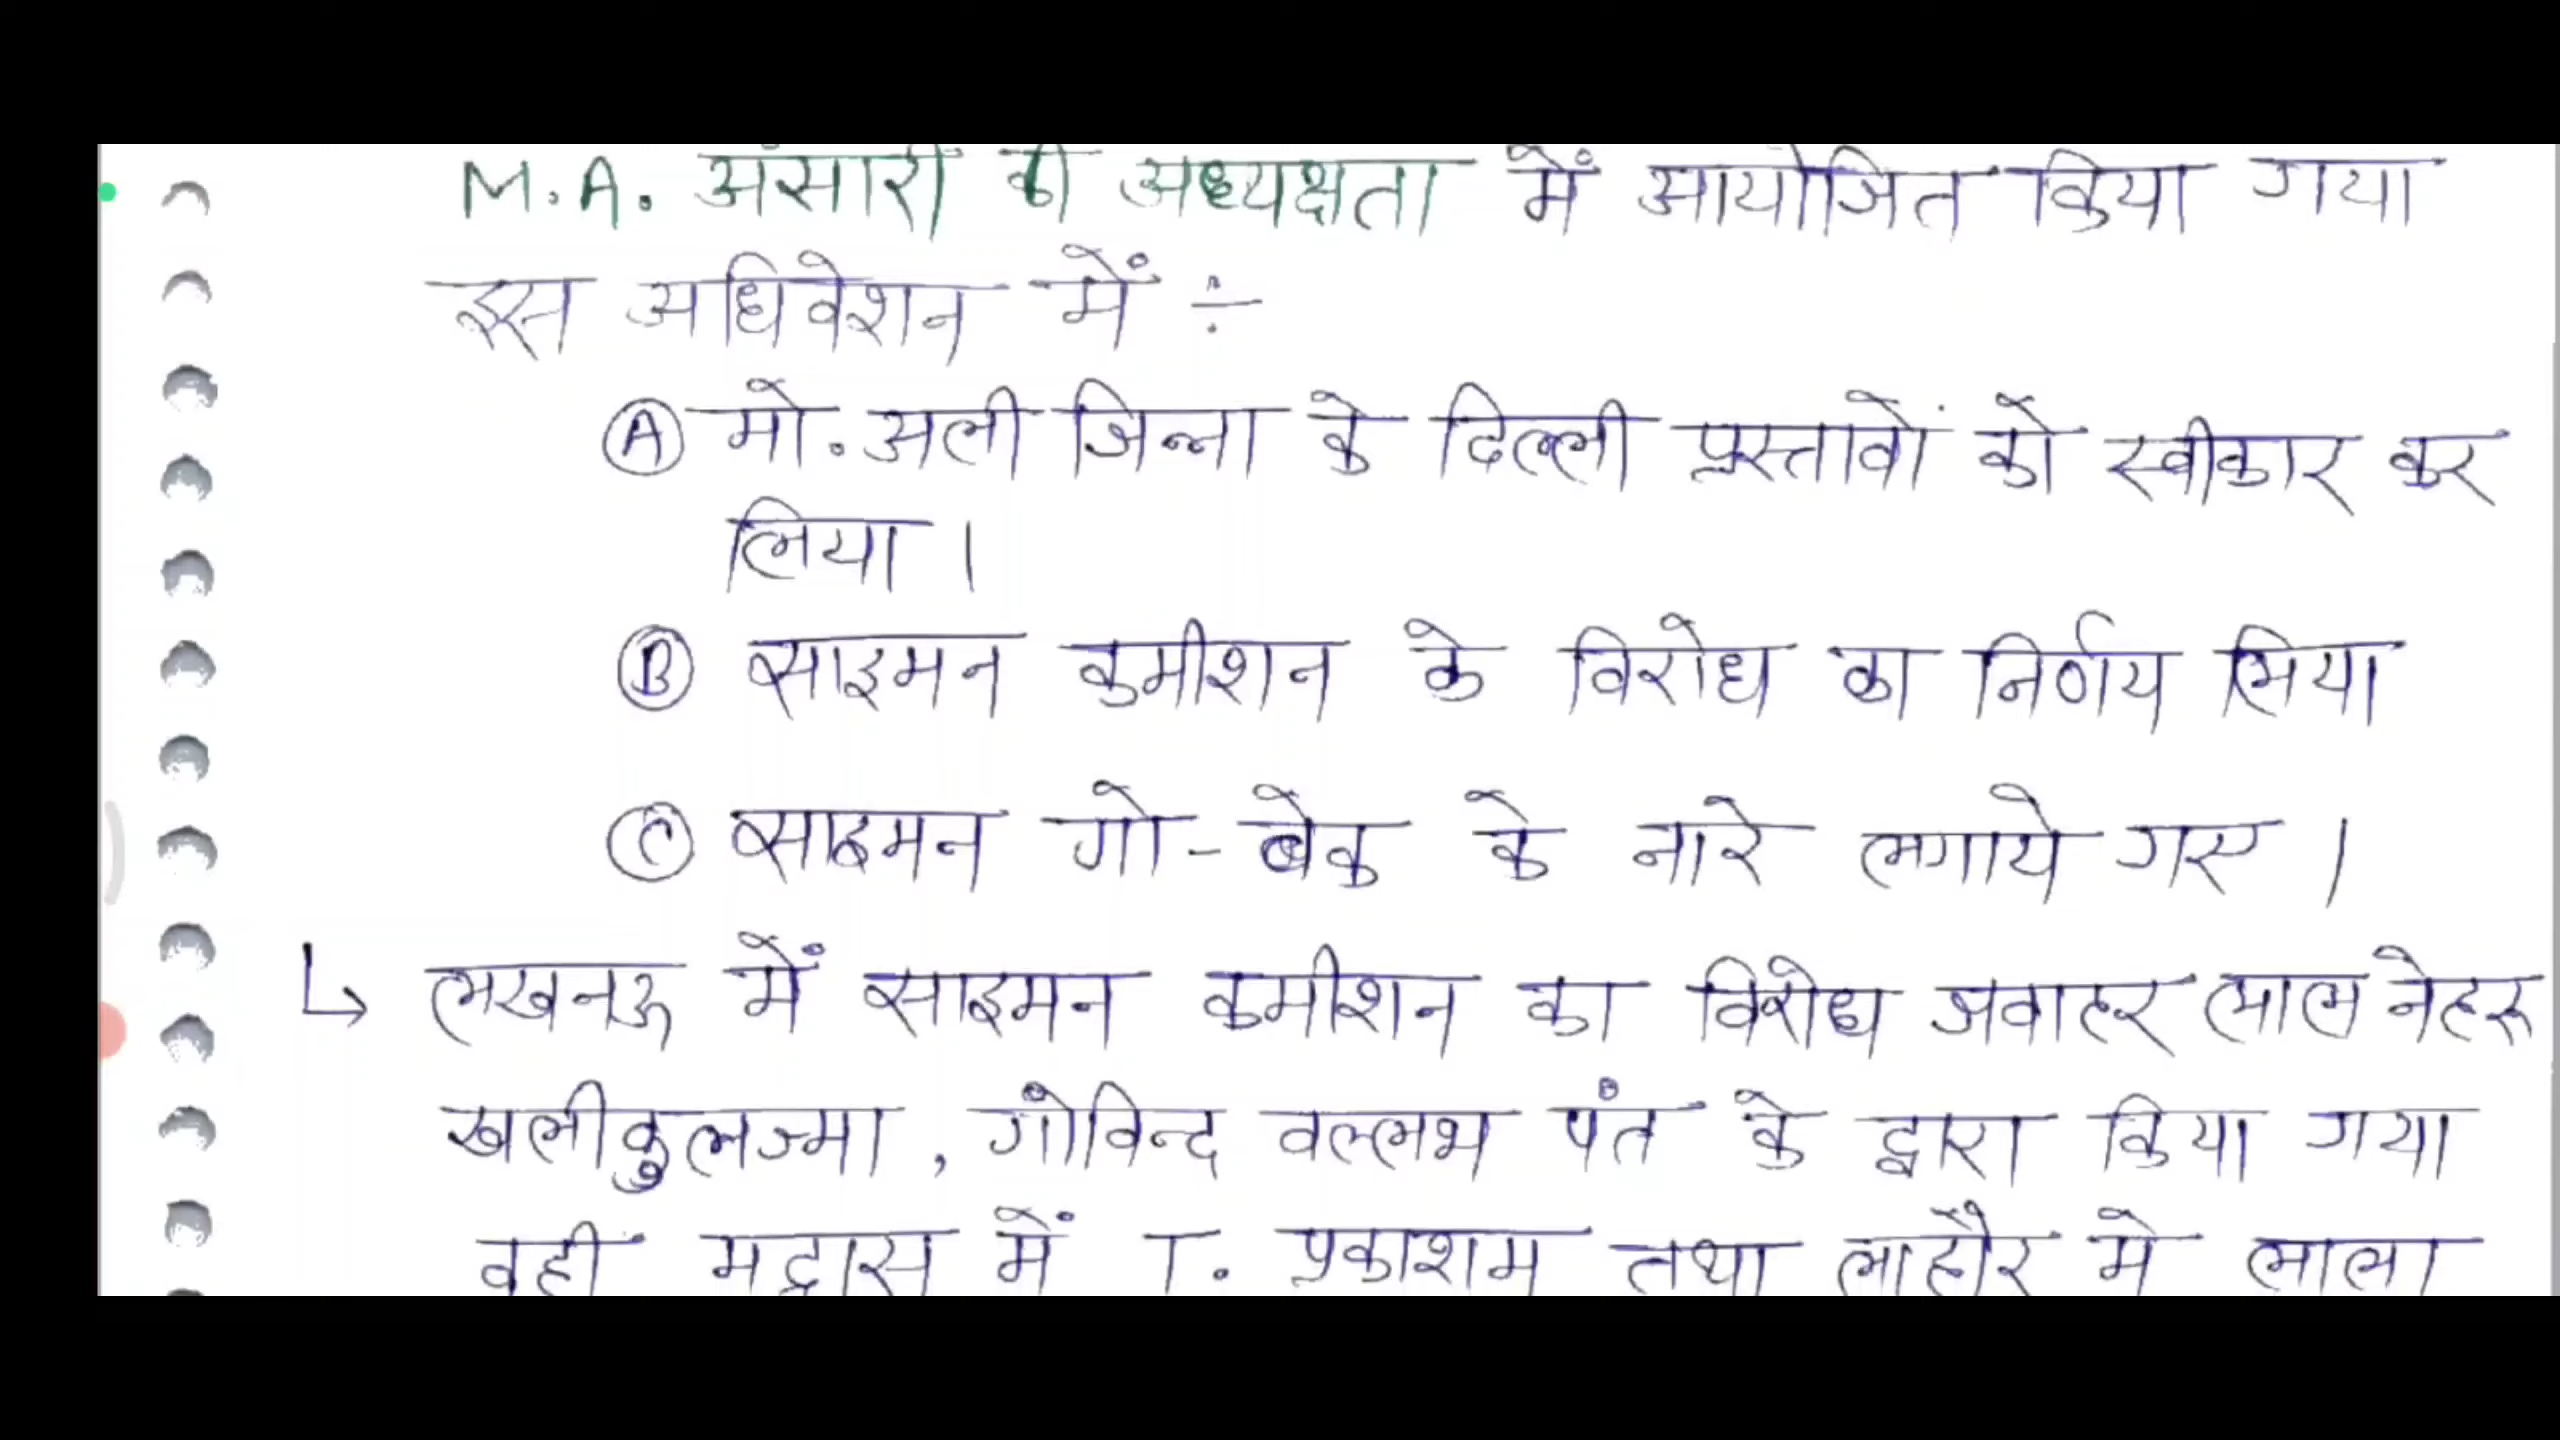 M.A. अंसारी की अध्यक्षता में आयोजित किया गया
इस अधिवेशन में ÷
Ⓐ मो. अली जिन्ना के दिल्ली प्रस्तावों को स्वीकार कर
लिया ।
Ⓑ साइमन कमीशन के विरोध का निर्णय लिया
Ⓒ साइमन गो-बेक के नारे लगाये गए ।
↳ लखनऊ में साइमन कमीशन का विरोध जवाहर लाल नेहरू
खलीकुलज्मा , गोविन्द वल्लभ पंत के द्वारा किया गया
वही मद्रास में T. प्रकाशम तथा लाहौर मे लाला